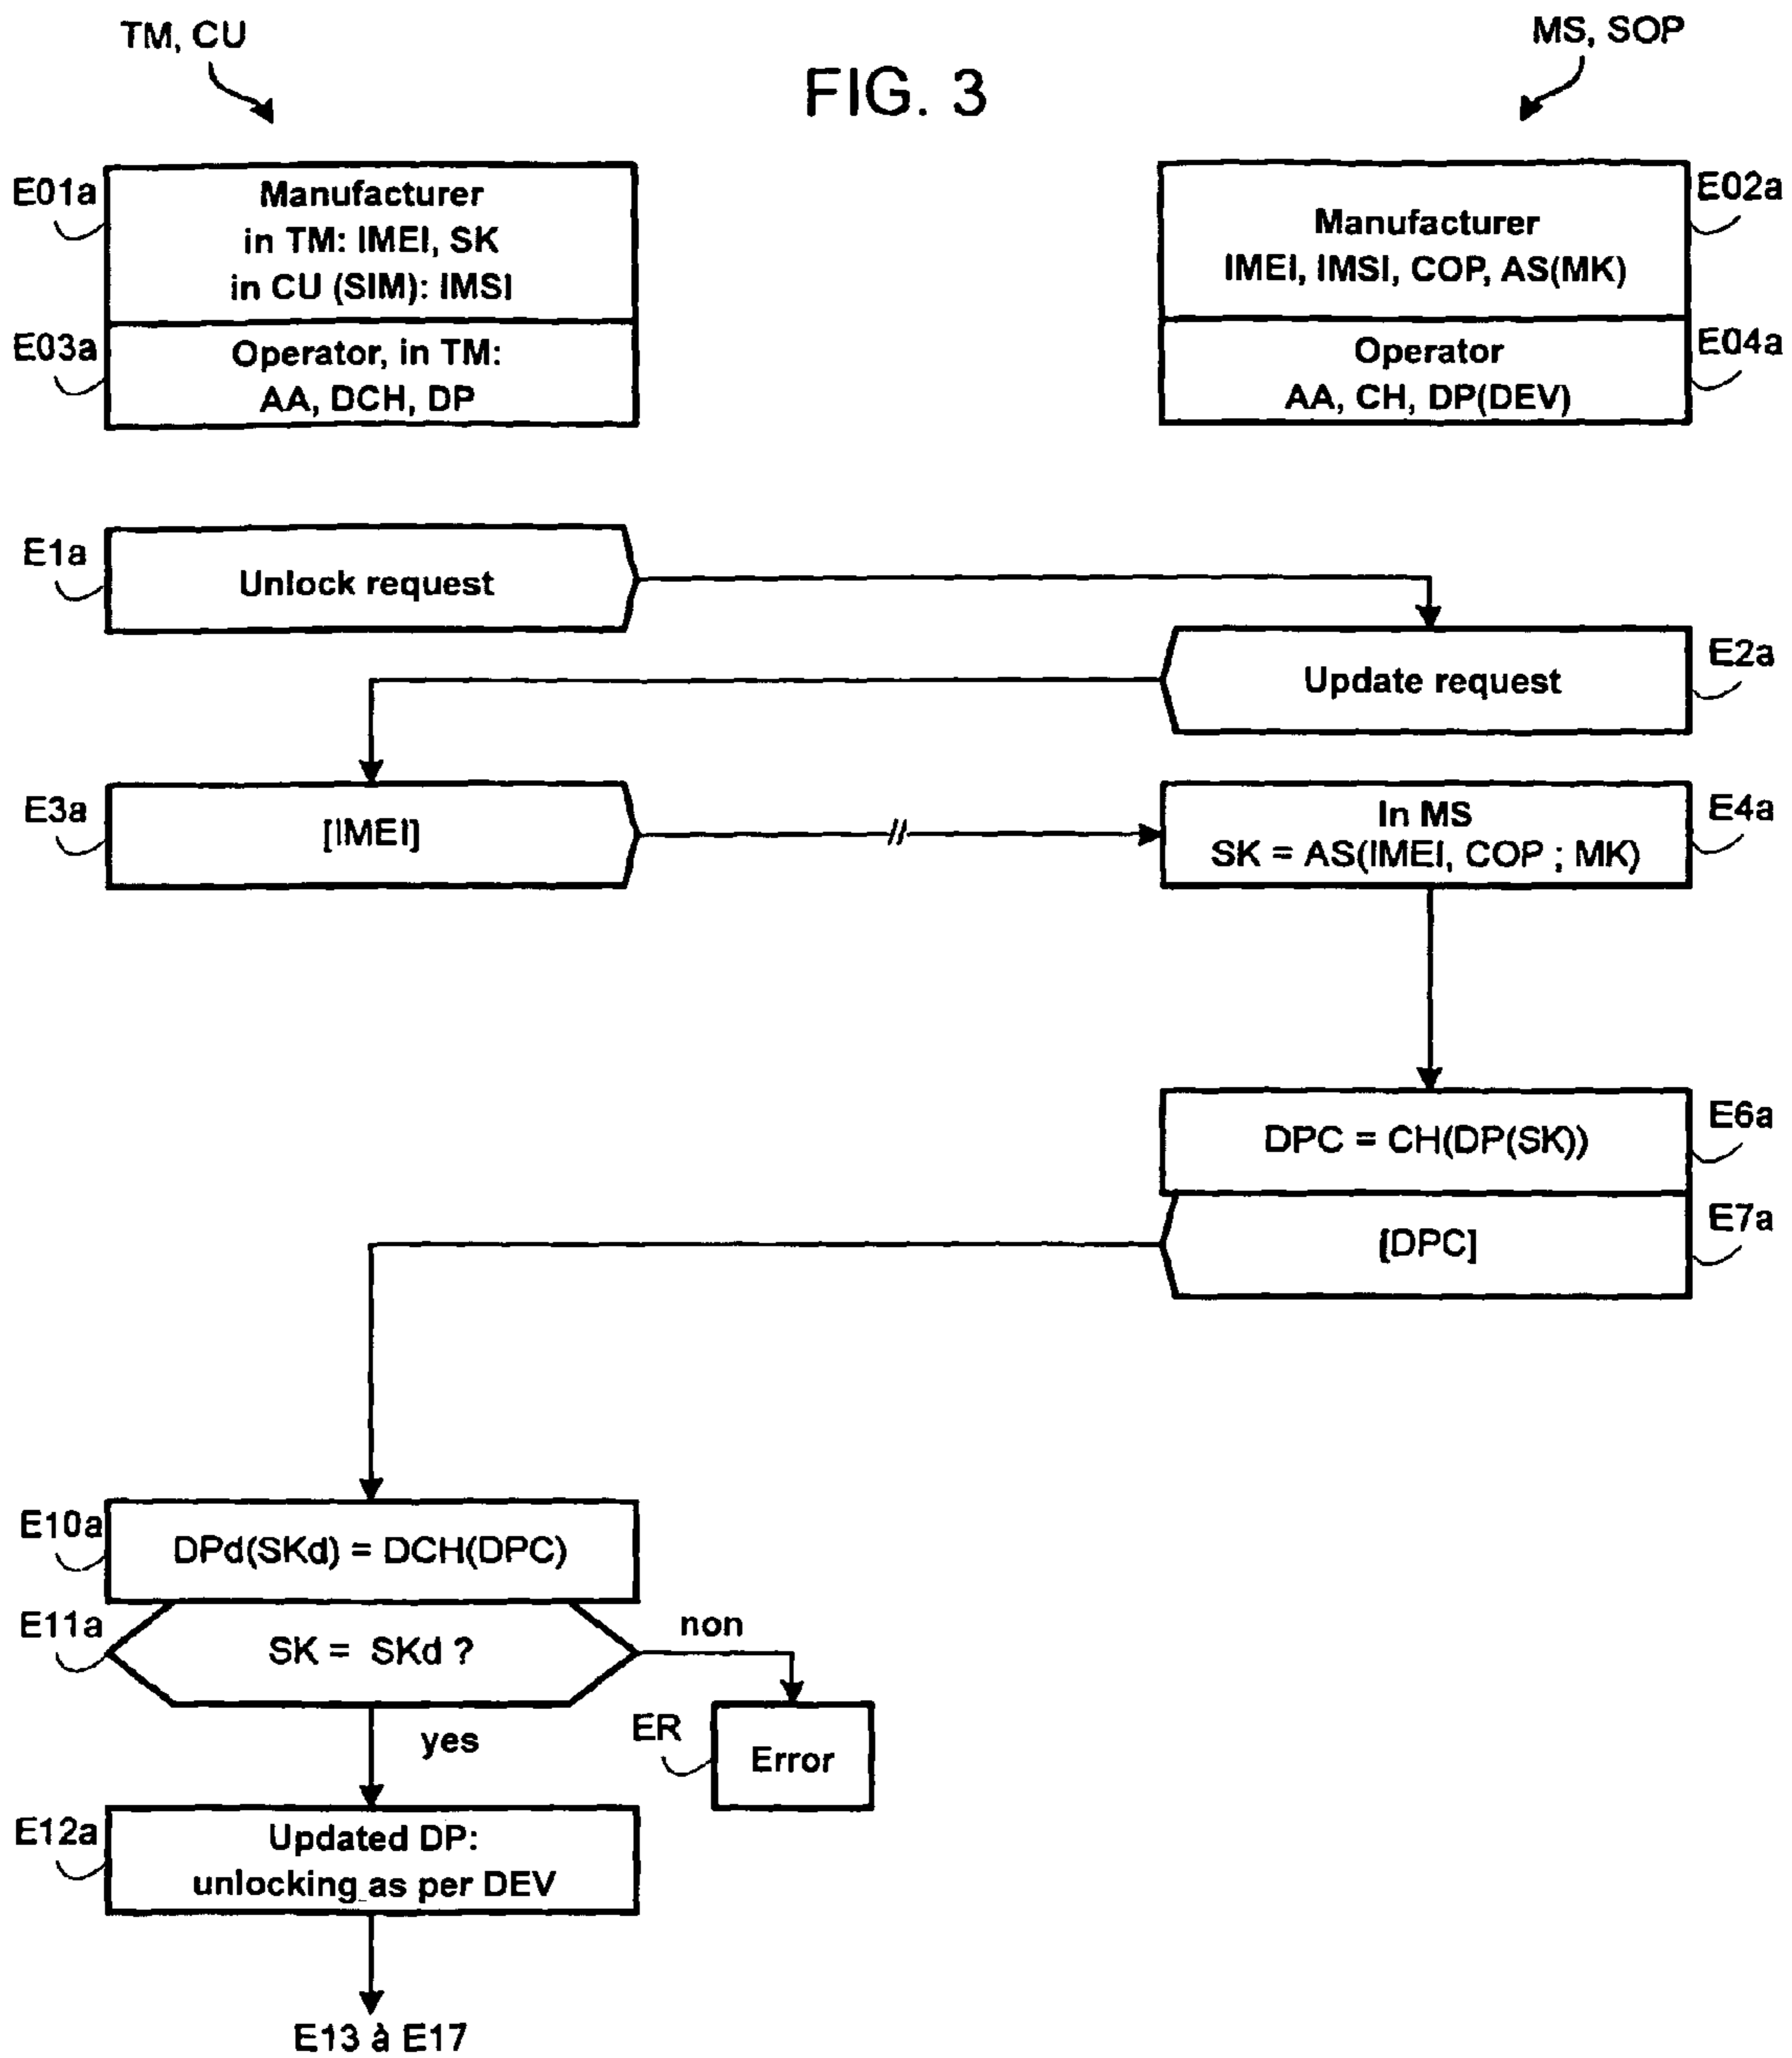 TM, CU
MS, SOP
FIG. 3
E01a
Manufacturer
in TM: IMEI, SK
in CU (SIM): IMSI
E02a
Manufacturer
IMEI, IMSI, COP, AS(MK)
E03a
Operator, in TM:
AA, DCH, DP
E04a
Operator
AA, CH, DP(DEV)
E1a
Unlock request
E2a
Update request
E3a
[IMEI]
//
E4a
In MS
SK = AS(IMEI, COP ; MK)
E6a
DPC = CH(DP(SK))
E7a
[DPC]
E10a
DPd(SKd) = DCH(DPC)
E11a
SK = SKd ?
non
yes
ER
Error
E12a
Updated DP:
unlocking as per DEV
E13 à E17